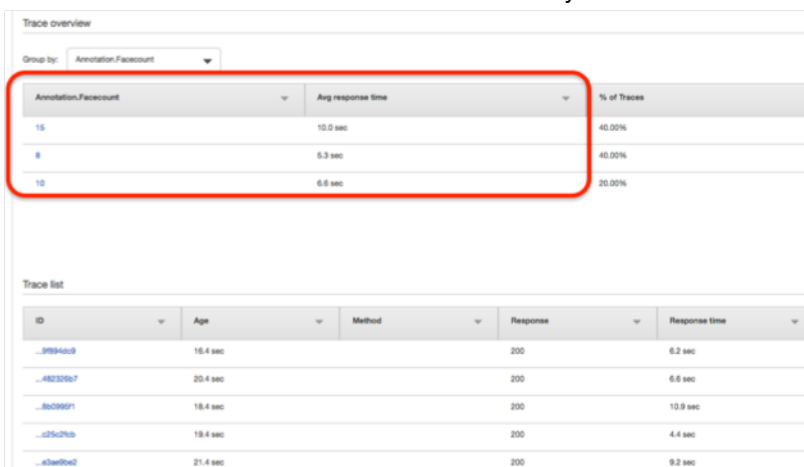 Trace overview
Group by: Annotation.Facecount
Annotation.Facecount Avg response time % of Traces
15 10.0 sec 40.00%
8 5.3 sec 40.00%
10 6.6 sec 20.00%
Trace list
ID Age Method Response Response time
...9f894dc9 16.4 sec 200 6.2 sec
...482326b7 20.4 sec 200 6.6 sec
...8b0995f1 18.4 sec 200 10.9 sec
...c25c2fcb 19.4 sec 200 4.4 sec
...e3ae9be2 21.4 sec 200 9.2 sec